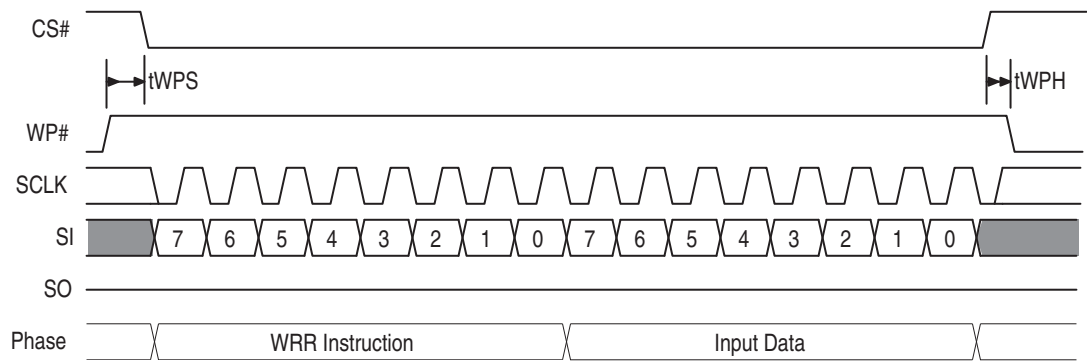 CS#
tWPS
tWPH
WP#
SCLK
SI 7 6 5 4 3 2 1 0 7 6 5 4 3 2 1 0
SO
Phase WRR Instruction Input Data